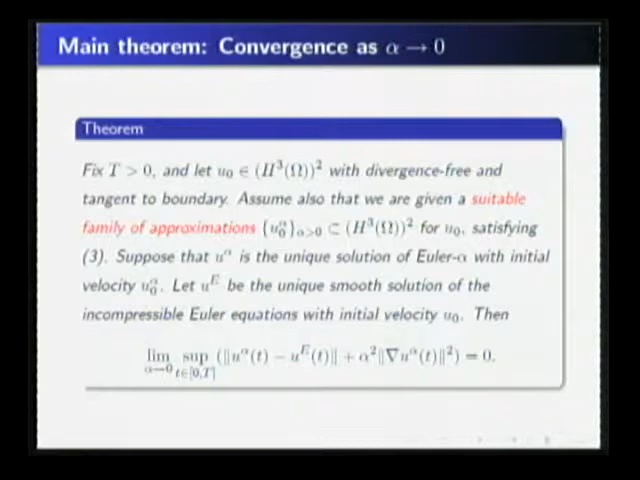 Main theorem: Convergence as α → 0
Theorem
Fix T > 0, and let u₀ ∈ (H³(Ω))² with divergence-free and
tangent to boundary. Assume also that we are given a suitable
family of approximations {u₀^α}_{α>0} ⊂ (H³(Ω))² for u₀, satisfying
(3). Suppose that u^α is the unique solution of Euler-α with initial
velocity u₀^α. Let u^E be the unique smooth solution of the
incompressible Euler equations with initial velocity u₀. Then
lim_{α→0} sup_{t∈[0,T]} (‖u^α(t) − u^E(t)‖ + α²‖∇u^α(t)‖²) = 0.